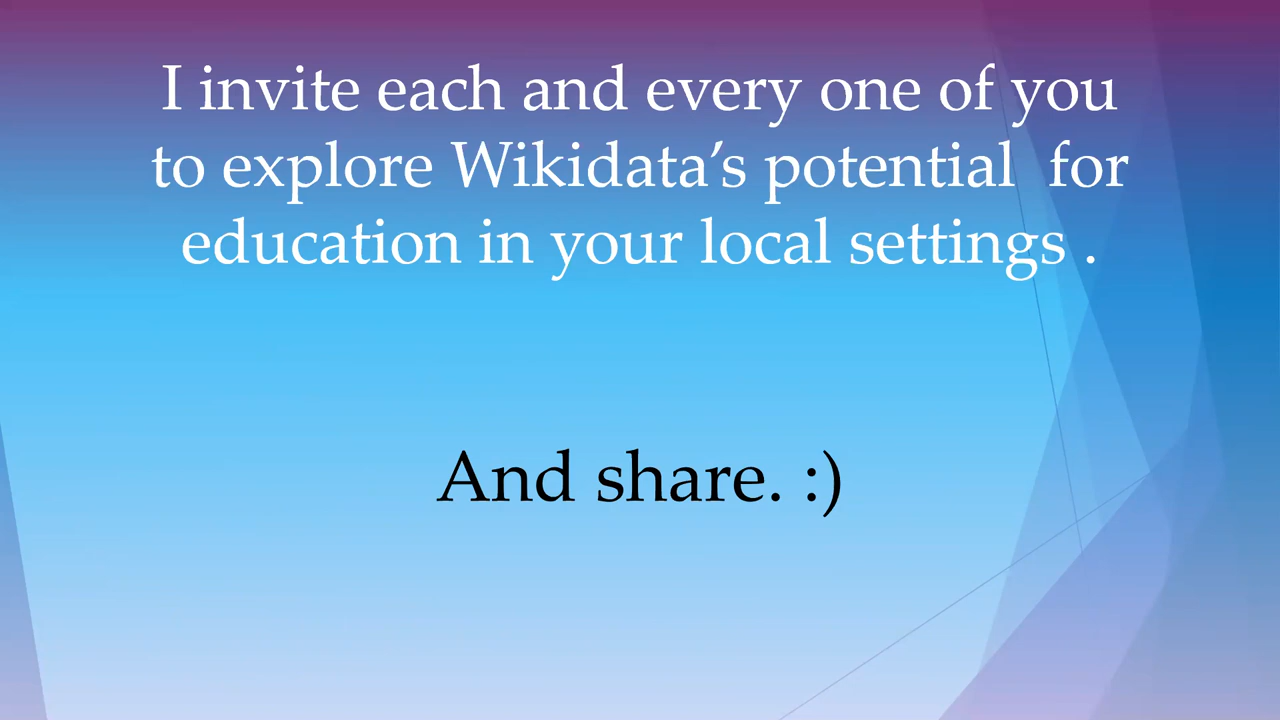 I invite each and every one of you
to explore Wikidata’s potential  for
education in your local settings .
And share. :)